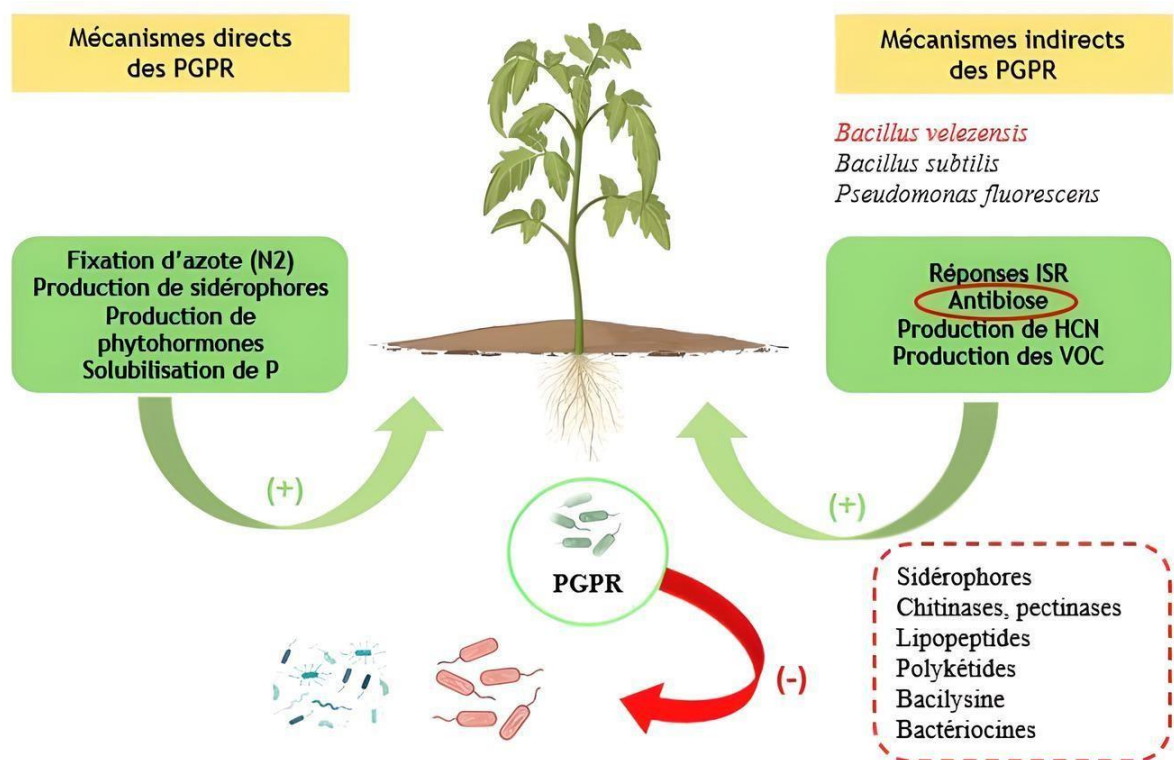 Mécanismes directs
des PGPR
Mécanismes indirects
des PGPR
Bacillus velezensis
Bacillus subtilis
Pseudomonas fluorescens
Fixation d'azote (N2)
Production de sidérophores
Production de
phytohormones
Solubilisation de P
Réponses ISR
Antibiose
Production de HCN
Production des VOC
(+)
(+)
PGPR
(-)
Sidérophores
Chitinases, pectinases
Lipopeptides
Polykétides
Bacilysine
Bactériocines